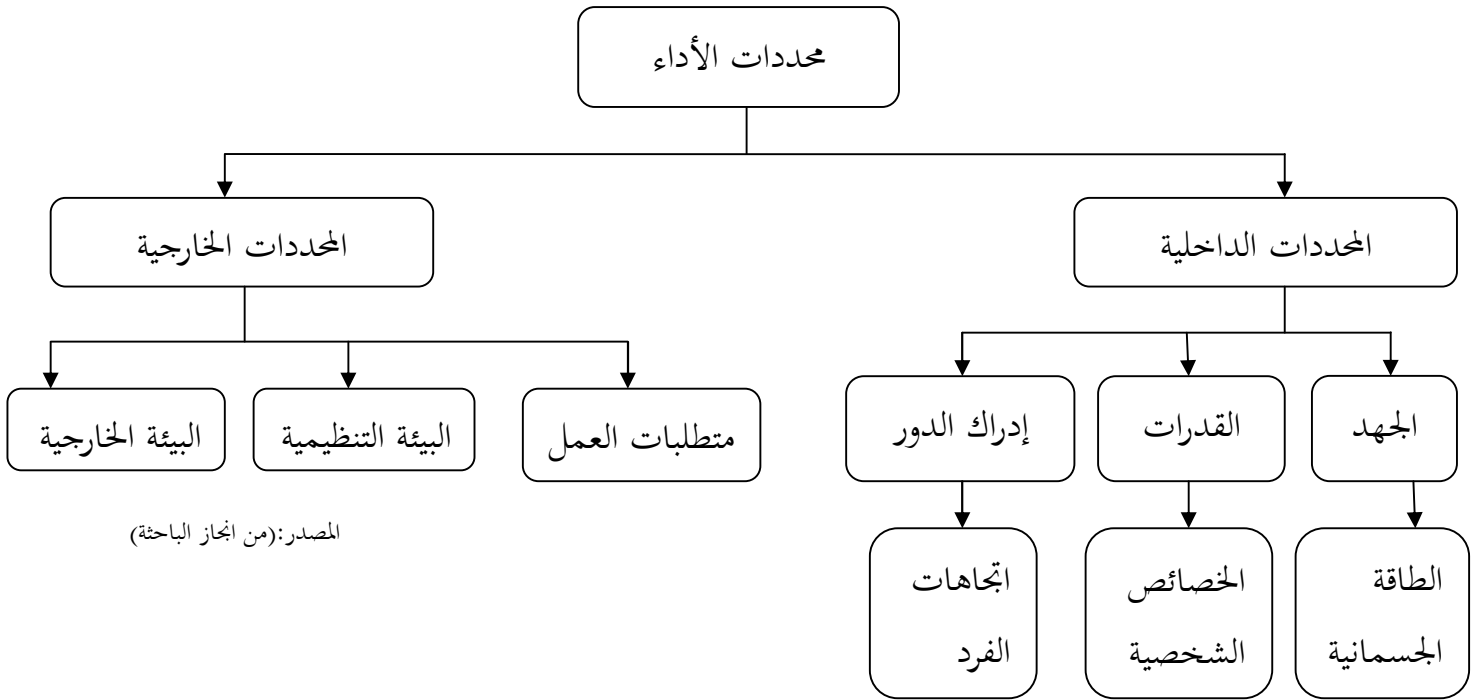 محددات الأداء
المحددات الداخلية
المحددات الخارجية
الجهد
القدرات
إدراك الدور
متطلبات العمل
البيئة التنظيمية
البيئة الخارجية
الطاقة
الجسمانية
الخصائص
الشخصية
اتجاهات
الفرد
المصدر:(من انجاز الباحثة)